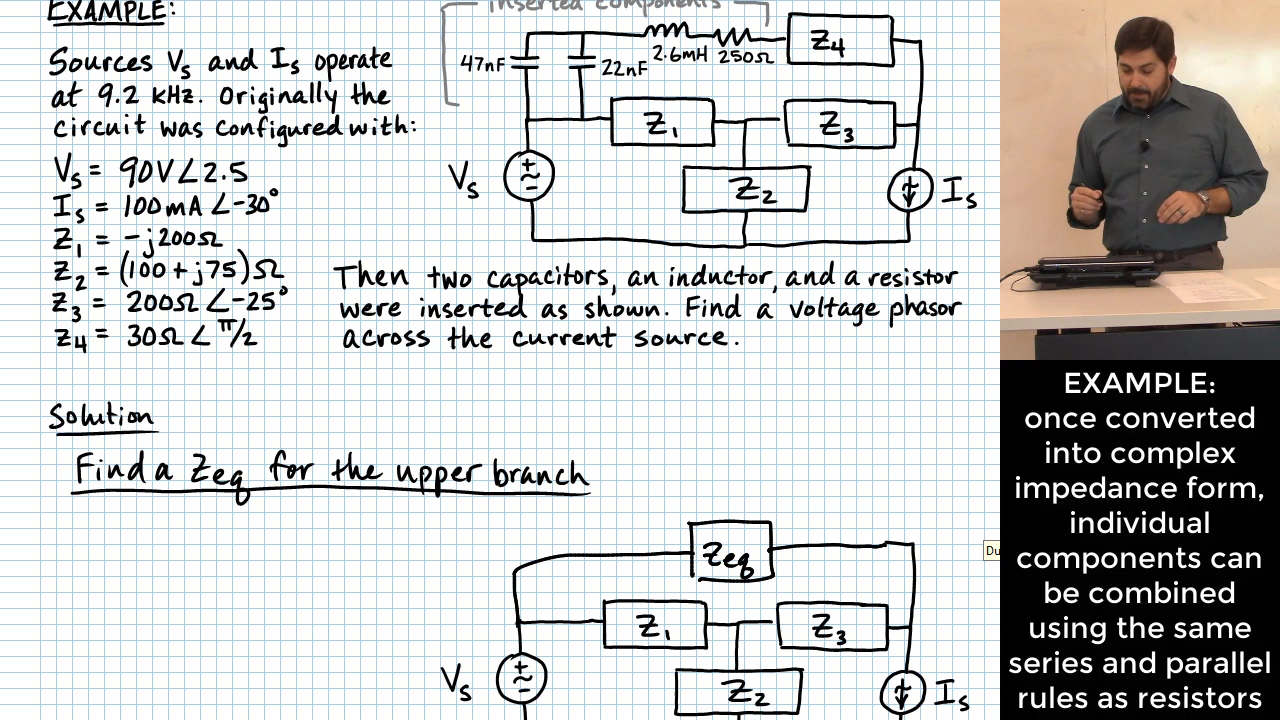 EXAMPLE:
Sources Vs and Is operate
at 9.2 kHz. Originally the
circuit was configured with:
Vs = 90V∠2.5
Is = 100mA∠-30°
Z1 = -j200Ω
Z2 = (100+j75)Ω
Z3 = 200Ω∠-25°
Z4 = 30Ω∠π/2
inserted components
47nF
22nF
2.6mH
250Ω
Z4
Z1
Z3
Vs
Z2
Is
Then two capacitors, an inductor, and a resistor
were inserted as shown. Find a voltage phasor
across the current source.
Solution
Find a Zeq for the upper branch
Zeq
Z1
Z3
Vs
Z2
Is
Du
EXAMPLE:
once converted
into complex
impedance form,
individual
components can
be combined
using the same
series and parallel
rules as resistors